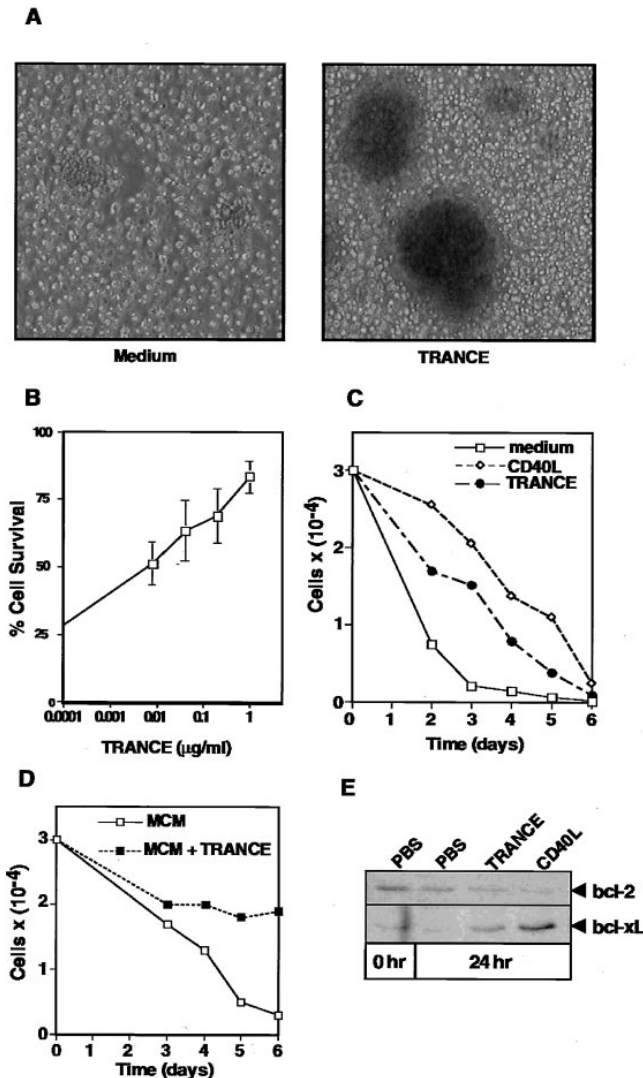 A
Medium
TRANCE
B
100
75
50
25
0
% Cell Survival
0.0001 0.001 0.01 0.1 1
TRANCE (µg/ml)
C
medium
CD40L
TRANCE
3
2
1
0
Cells x (10⁻⁴)
0 1 2 3 4 5 6
Time (days)
D
MCM
MCM + TRANCE
3
2
1
0
Cells x (10⁻⁴)
0 2 3 4 5 6
Time (days)
E
PBS PBS TRANCE CD40L
bcl-2
bcl-xL
0 hr 24 hr